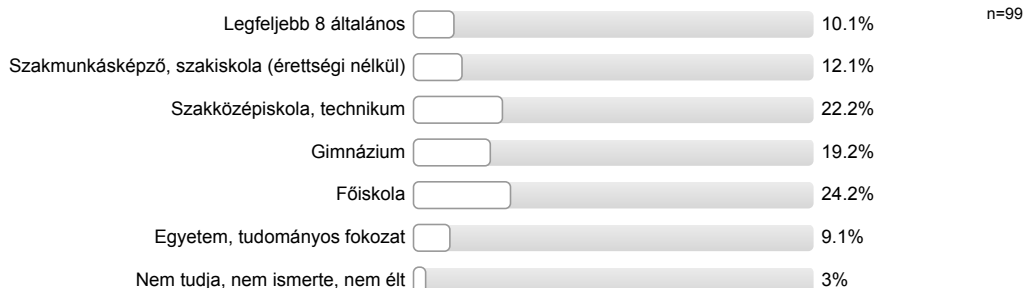 Legfeljebb 8 általános 10.1% n=99
Szakmunkásképző, szakiskola (érettségi nélkül) 12.1%
Szakközépiskola, technikum 22.2%
Gimnázium 19.2%
Főiskola 24.2%
Egyetem, tudományos fokozat 9.1%
Nem tudja, nem ismerte, nem élt 3%